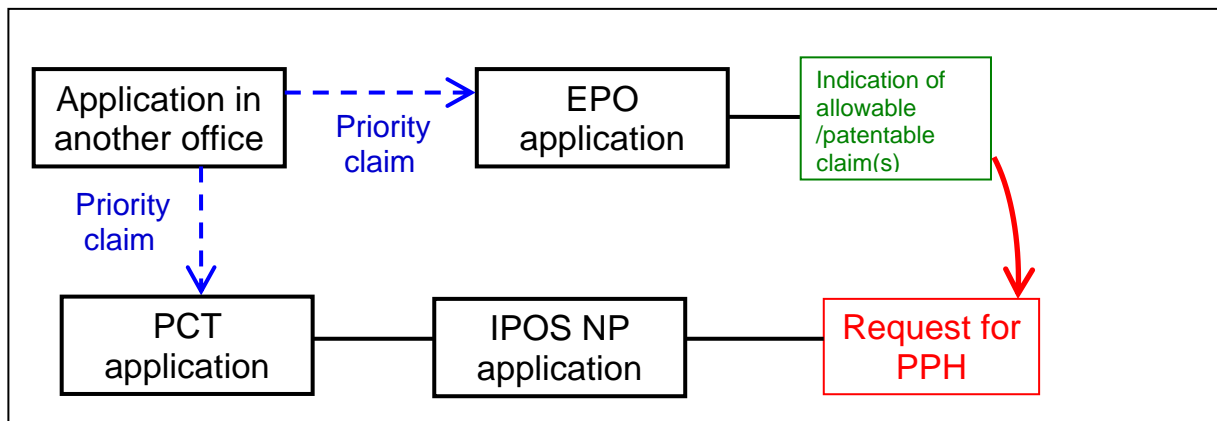 Application in
another office
Priority
claim
EPO
application
Indication of
allowable
/patentable
claim(s)
Priority
claim
PCT
application
IPOS NP
application
Request for
PPH